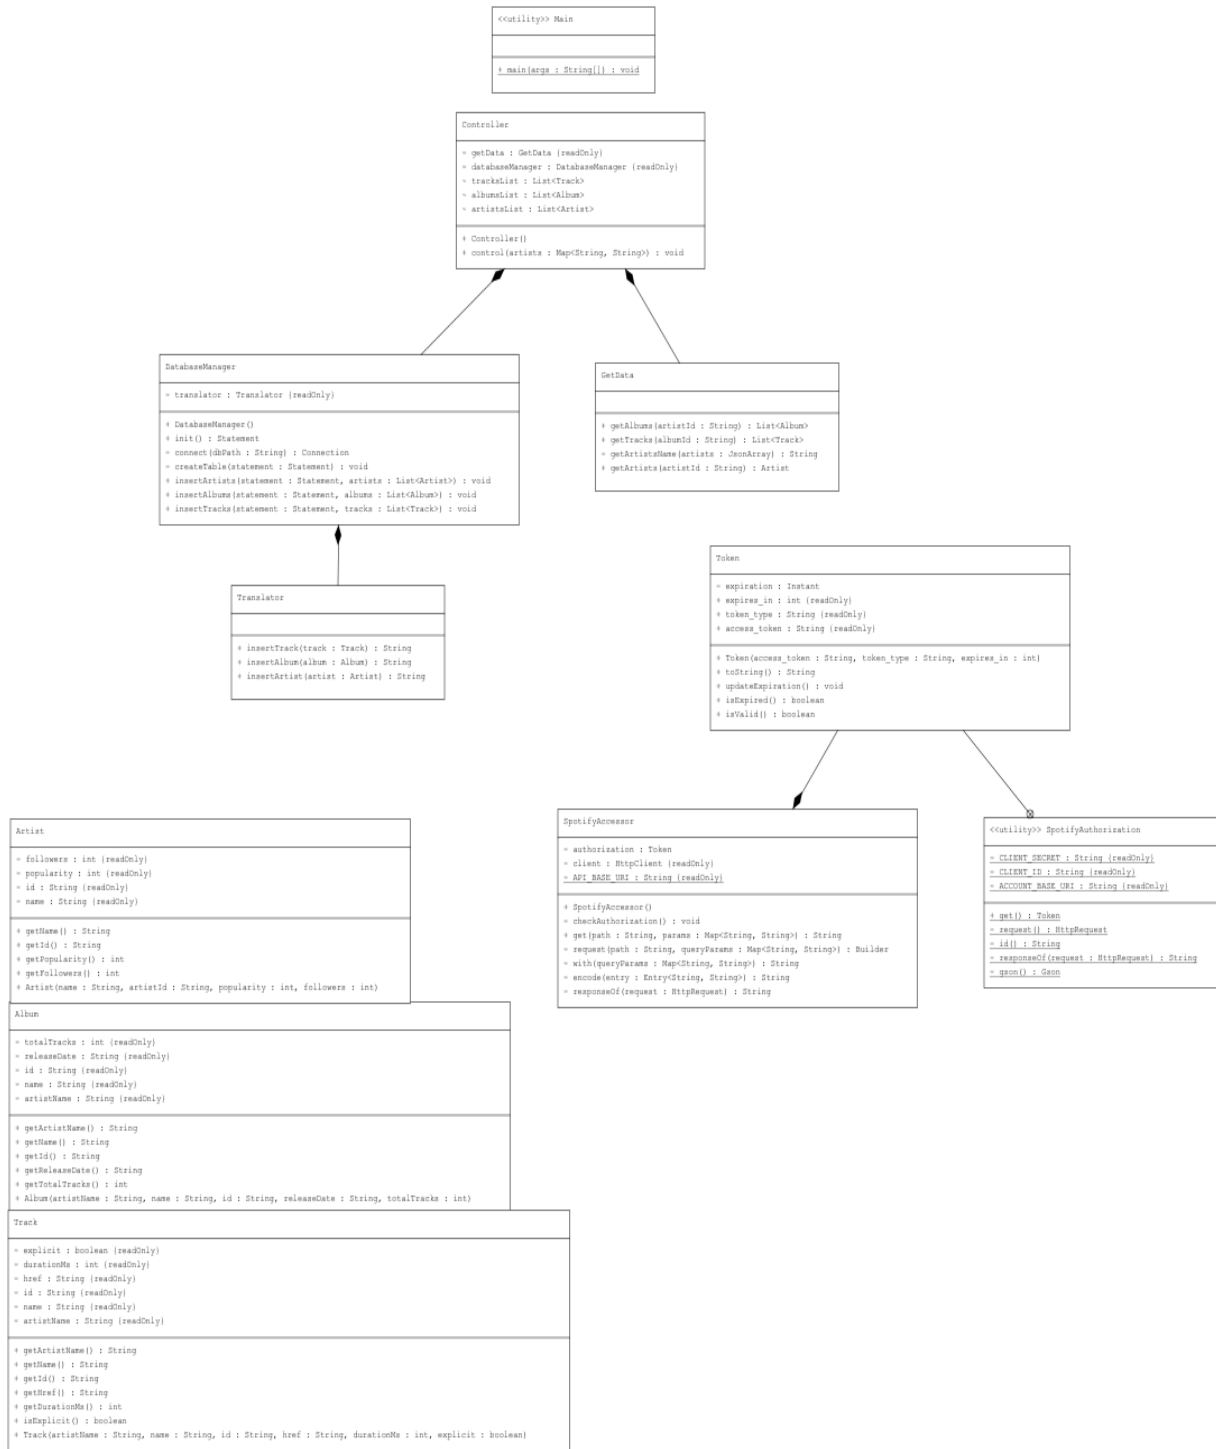 <<utility>> Main
+ main(args : String[]) : void
Controller
- getData : GetData {readOnly}
- databaseManager : DatabaseManager {readOnly}
~ tracksList : List<Track>
~ albumsList : List<Album>
~ artistsList : List<Artist>
+ Controller()
+ control(artists : Map<String, String>) : void
DatabaseManager
- translator : Translator {readOnly}
+ DatabaseManager()
+ init() : Statement
- connect(dbPath : String) : Connection
- createTable(statement : Statement) : void
+ insertArtists(statement : Statement, artists : List<Artist>) : void
+ insertAlbums(statement : Statement, albums : List<Album>) : void
+ insertTracks(statement : Statement, tracks : List<Track>) : void
GetData
+ getAlbums(artistId : String) : List<Album>
+ getTracks(albumId : String) : List<Track>
- getArtistsName(artists : JsonArray) : String
+ getArtists(artistId : String) : Artist
Translator
+ insertTrack(track : Track) : String
+ insertAlbum(album : Album) : String
+ insertArtist(artist : Artist) : String
Token
- expiration : Instant
+ expires_in : int {readOnly}
+ token_type : String {readOnly}
+ access_token : String {readOnly}
+ Token(access_token : String, token_type : String, expires_in : int)
+ toString() : String
+ updateExpiration() : void
+ isExpired() : boolean
+ isValid() : boolean
SpotifyAccessor
- authorization : Token
- client : HttpClient {readOnly}
- API_BASE_URI : String {readOnly}
+ SpotifyAccessor()
- checkAuthorization() : void
+ get(path : String, params : Map<String, String>) : String
- request(path : String, queryParams : Map<String, String>) : Builder
- with(queryParams : Map<String, String>) : String
- encode(entry : Entry<String, String>) : String
- responseOf(request : HttpRequest) : String
<<utility>> SpotifyAuthorization
- CLIENT_SECRET : String {readOnly}
- CLIENT_ID : String {readOnly}
- ACCOUNT_BASE_URI : String {readOnly}
+ get() : Token
- request() : HttpRequest
- id() : String
- responseOf(request : HttpRequest) : String
- gson() : Gson
Artist
- followers : int {readOnly}
- popularity : int {readOnly}
- id : String {readOnly}
- name : String {readOnly}
+ getName() : String
+ getId() : String
+ getPopularity() : int
+ getFollowers() : int
+ Artist(name : String, artistId : String, popularity : int, followers : int)
Album
- totalTracks : int {readOnly}
- releaseDate : String {readOnly}
- id : String {readOnly}
- name : String {readOnly}
- artistName : String {readOnly}
+ getArtistName() : String
+ getName() : String
+ getId() : String
+ getReleaseDate() : String
+ getTotalTracks() : int
+ Album(artistName : String, name : String, id : String, releaseDate : String, totalTracks : int)
Track
- explicit : boolean {readOnly}
- durationMs : int {readOnly}
- href : String {readOnly}
- id : String {readOnly}
- name : String {readOnly}
- artistName : String {readOnly}
+ getArtistName() : String
+ getName() : String
+ getId() : String
+ getHref() : String
+ getDurationMs() : int
+ isExplicit() : boolean
+ Track(artistName : String, name : String, id : String, href : String, durationMs : int, explicit : boolean)